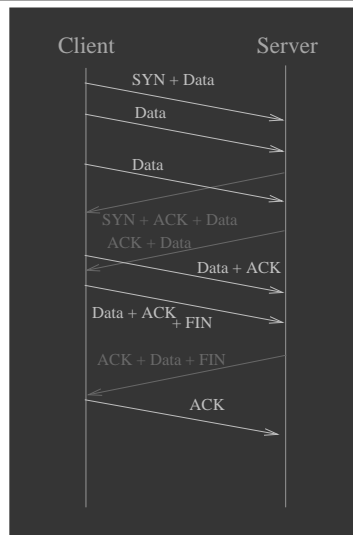 Client
Server
SYN + Data
Data
Data
SYN + ACK + Data
ACK + Data
Data + ACK
Data + ACK
+ FIN
ACK + Data + FIN
ACK